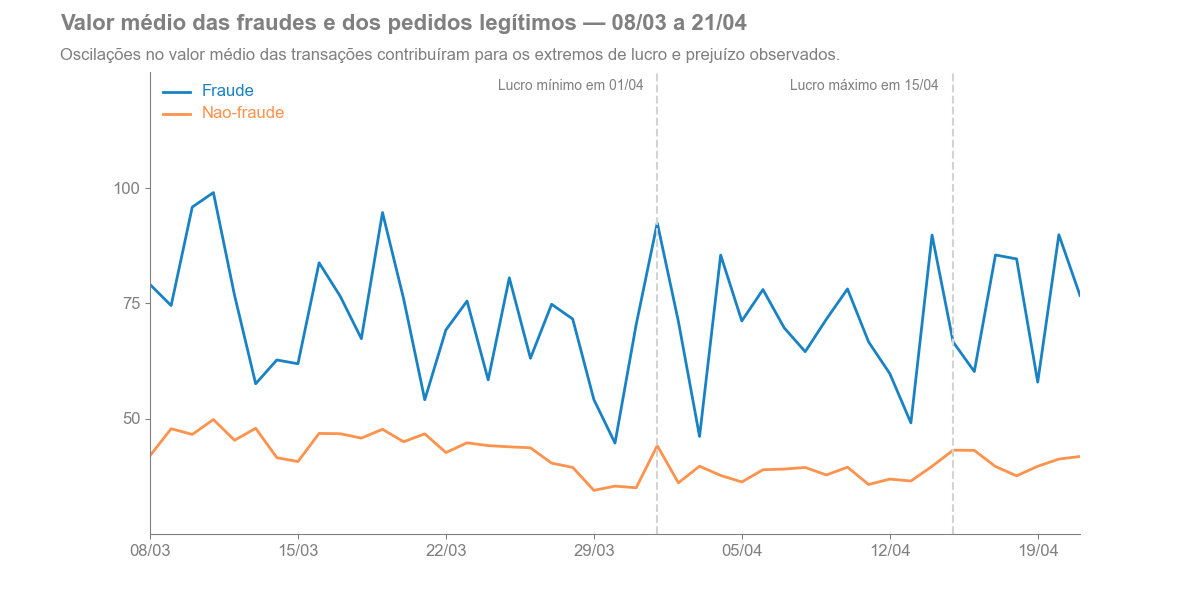 Valor médio das fraudes e dos pedidos legítimos — 08/03 a 21/04
Oscilações no valor médio das transações contribuíram para os extremos de lucro e prejuízo observados.
Lucro mínimo em 01/04
Lucro máximo em 15/04
Fraude
Nao-fraude
100
75
50
08/03
15/03
22/03
29/03
05/04
12/04
19/04